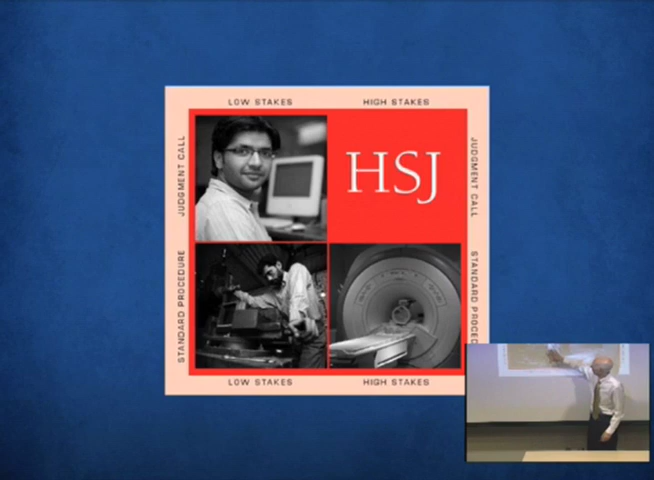 LOW STAKES HIGH STAKES
JUDGMENT CALL
HSJ
JUDGMENT CALL
STANDARD PROCEDURE
LOW STAKES HIGH STAKES